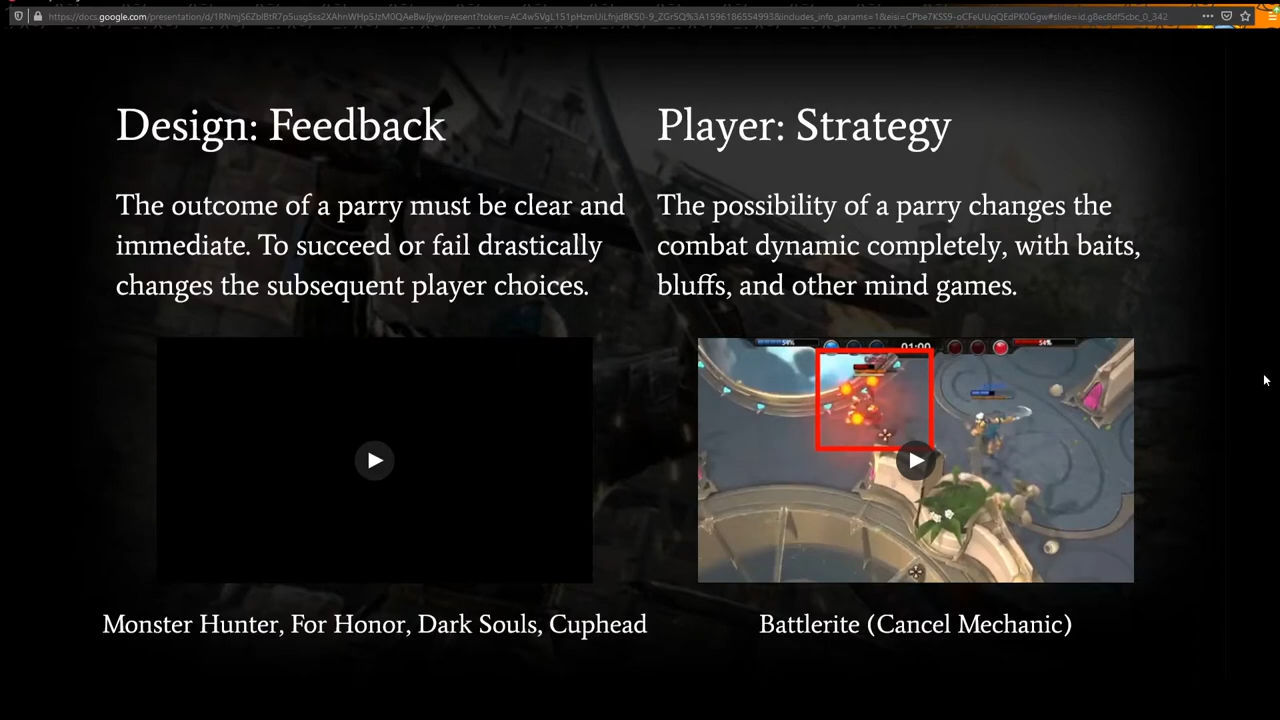 Design: Feedback
The outcome of a parry must be clear and
immediate. To succeed or fail drastically
changes the subsequent player choices.
Monster Hunter, For Honor, Dark Souls, Cuphead
Player: Strategy
The possibility of a parry changes the
combat dynamic completely, with baits,
bluffs, and other mind games.
54%
01:00
54%
Battlerite (Cancel Mechanic)